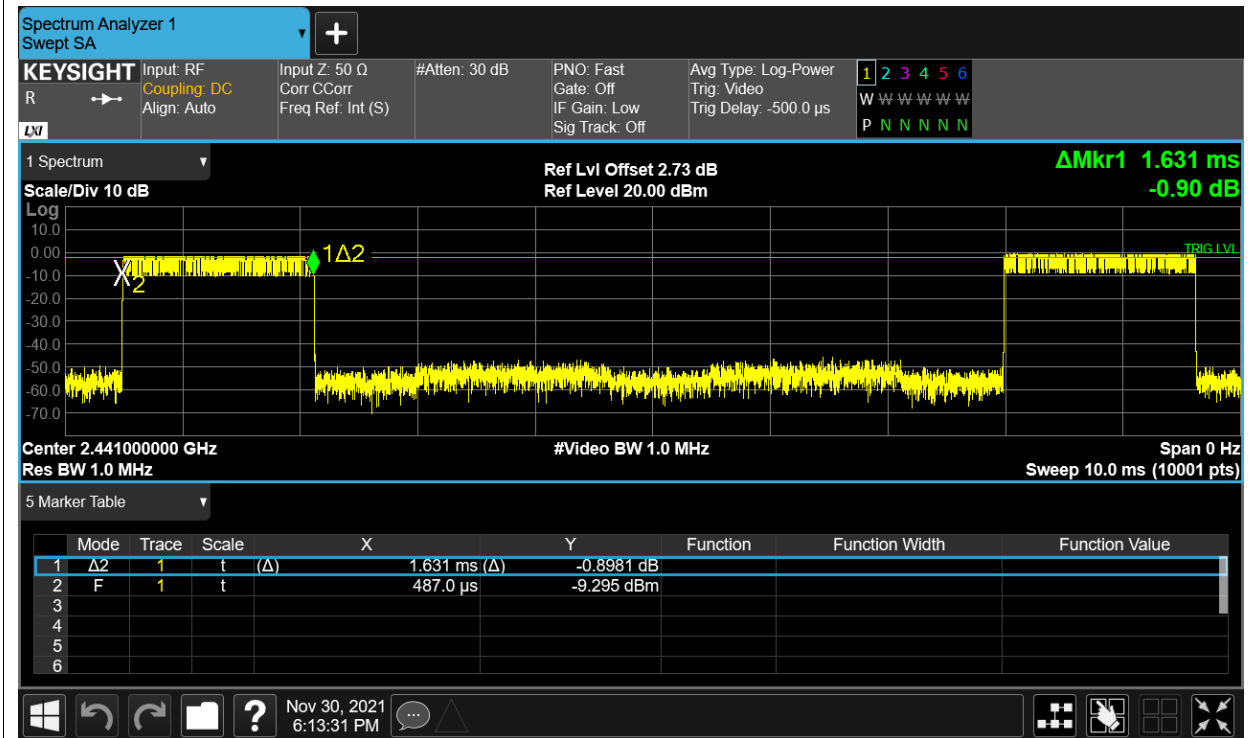 Spectrum Analyzer 1
Swept SA
KEYSIGHT Input: RF Input Z: 50 Ω #Atten: 30 dB PNO: Fast Avg Type: Log-Power 1 2 3 4 5 6
R Coupling: DC Corr CCorr Gate: Off Trig: Video W W W W W W
Align: Auto Freq Ref: Int (S) IF Gain: Low Trig Delay: -500.0 µs
LXI Sig Track: Off P N N N N N
1 Spectrum Ref Lvl Offset 2.73 dB ΔMkr1 1.631 ms
Scale/Div 10 dB Ref Level 20.00 dBm -0.90 dB
Log
10.0
0.00 1Δ2 TRIG LVL
-10.0 X2
-20.0
-30.0
-40.0
-50.0
-60.0
-70.0
Center 2.441000000 GHz #Video BW 1.0 MHz Span 0 Hz
Res BW 1.0 MHz Sweep 10.0 ms (10001 pts)
5 Marker Table
Mode Trace Scale X Y Function Function Width Function Value
1 Δ2 1 t (Δ) 1.631 ms (Δ) -0.8981 dB
2 F 1 t 487.0 µs -9.295 dBm
3
4
5
6
? Nov 30, 2021
6:13:31 PM